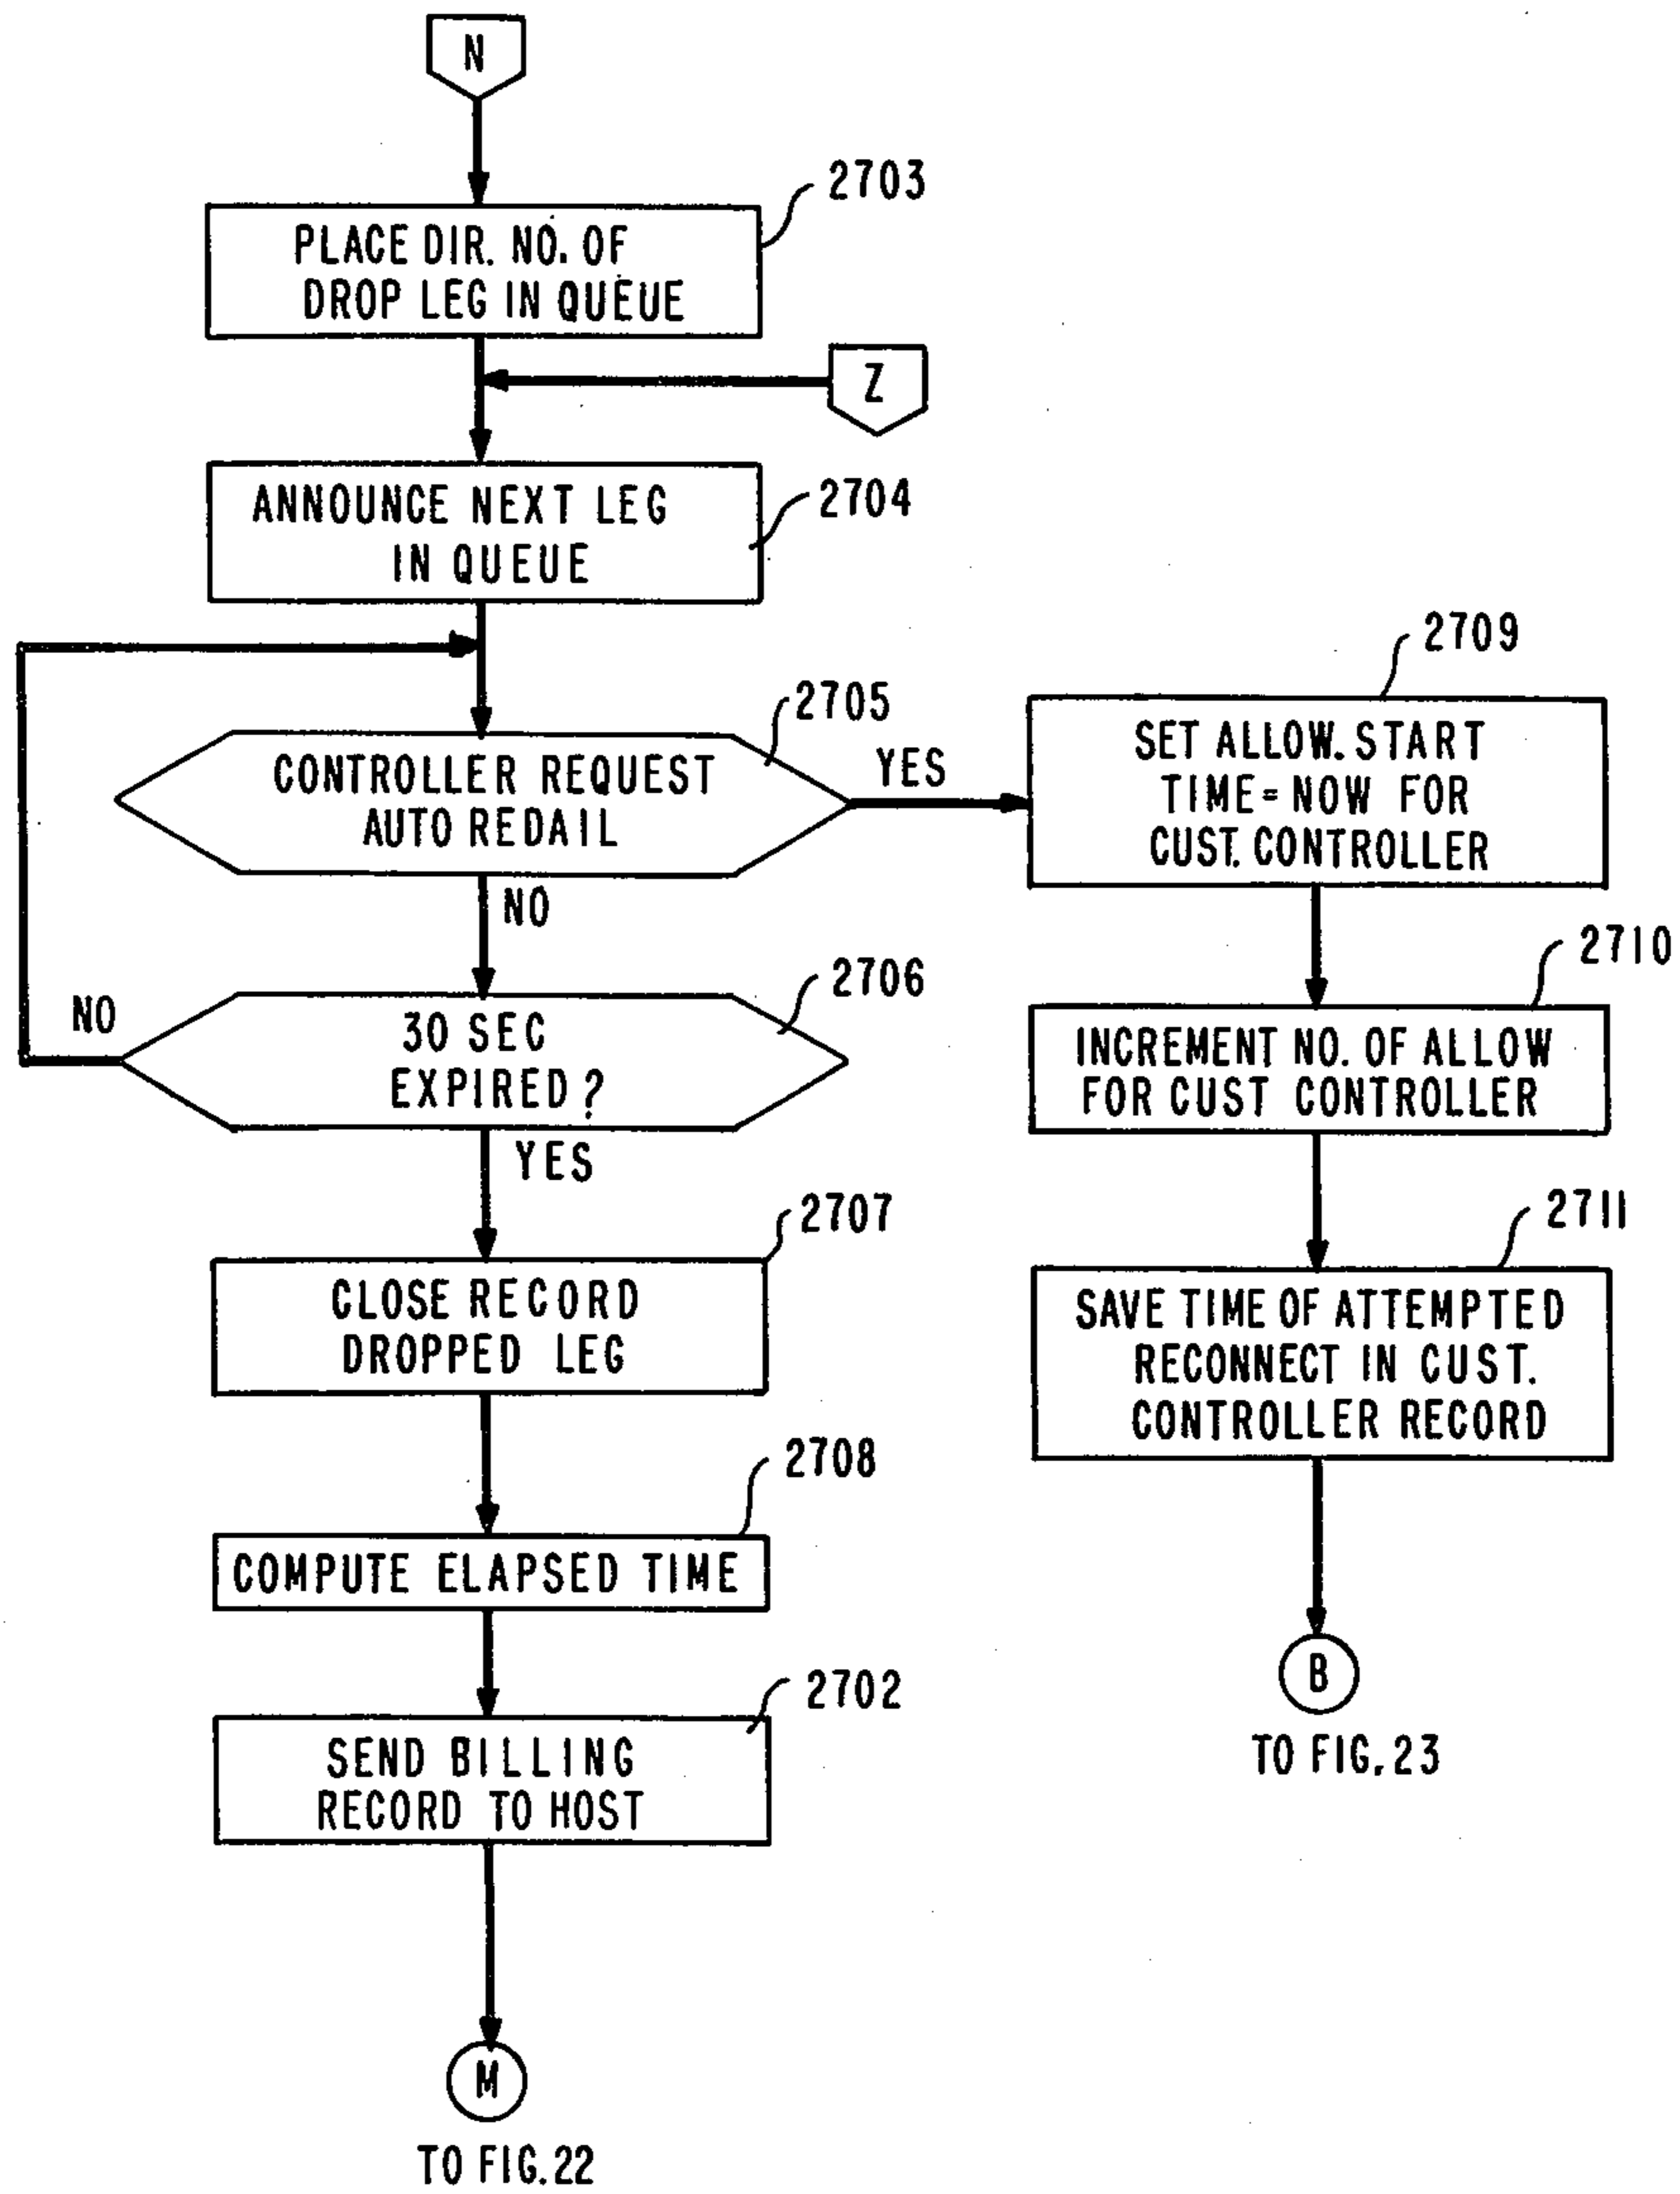 N
2703
PLACE DIR. NO. OF
DROP LEG IN QUEUE
Z
ANNOUNCE NEXT LEG
IN QUEUE
2704
2705
CONTROLLER REQUEST
AUTO REDAIL
YES
NO
2706
30 SEC
EXPIRED?
NO
YES
2707
CLOSE RECORD
DROPPED LEG
2708
COMPUTE ELAPSED TIME
2702
SEND BILLING
RECORD TO HOST
M
TO FIG. 22
2709
SET ALLOW. START
TIME = NOW FOR
CUST. CONTROLLER
2710
INCREMENT NO. OF ALLOW
FOR CUST CONTROLLER
2711
SAVE TIME OF ATTEMPTED
RECONNECT IN CUST.
CONTROLLER RECORD
B
TO FIG. 23